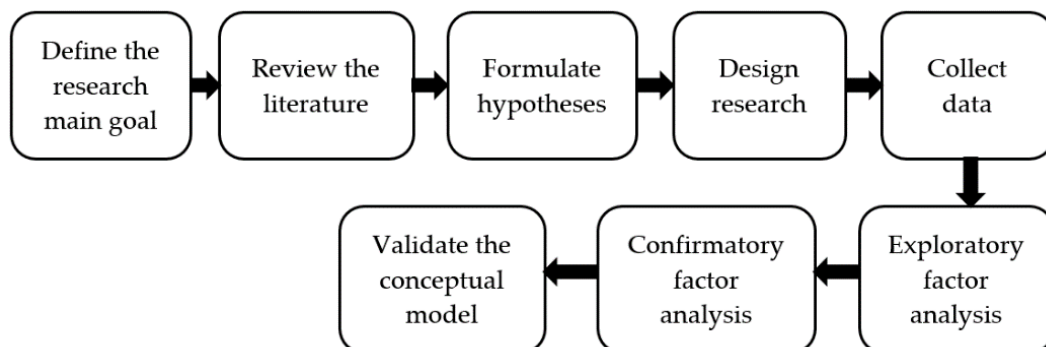 Define the
research
main goal
Review the
literature
Formulate
hypotheses
Design
research
Collect
data
Exploratory
factor
analysis
Confirmatory
factor
analysis
Validate the
conceptual
model